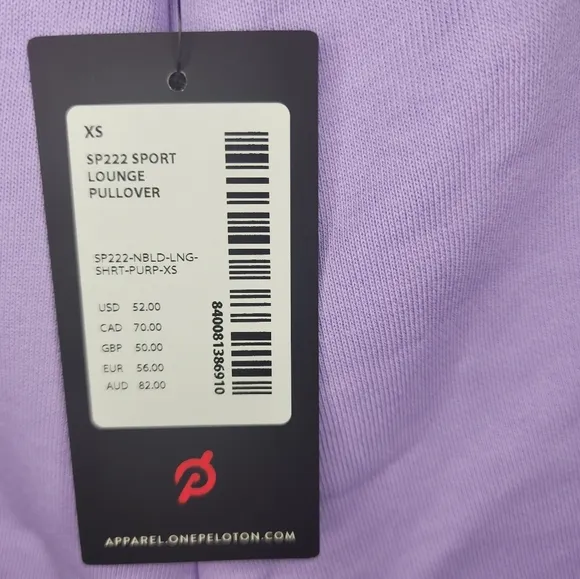 XS
SP222 SPORT
LOUNGE
PULLOVER
SP222-NBLD-LNG-
SHRT-PURP-XS
USD 52.00
CAD 70.00
GBP 50.00
EUR 56.00
AUD 82.00
840081386910
APPAREL.ONEPELOTON.COM